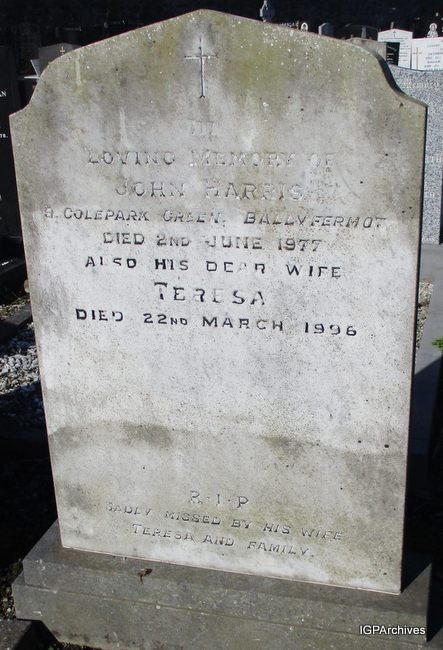 IN
LOVING MEMORY OF
JOHN HARRIS
9, COLEPARK GREEN, BALLYFERMOT
DIED 2ND JUNE 1977
ALSO HIS DEAR WIFE
TERESA
DIED 22ND MARCH 1996
R·I·P
SADLY MISSED BY HIS WIFE
TERESA AND FAMILY.
IGPArchives